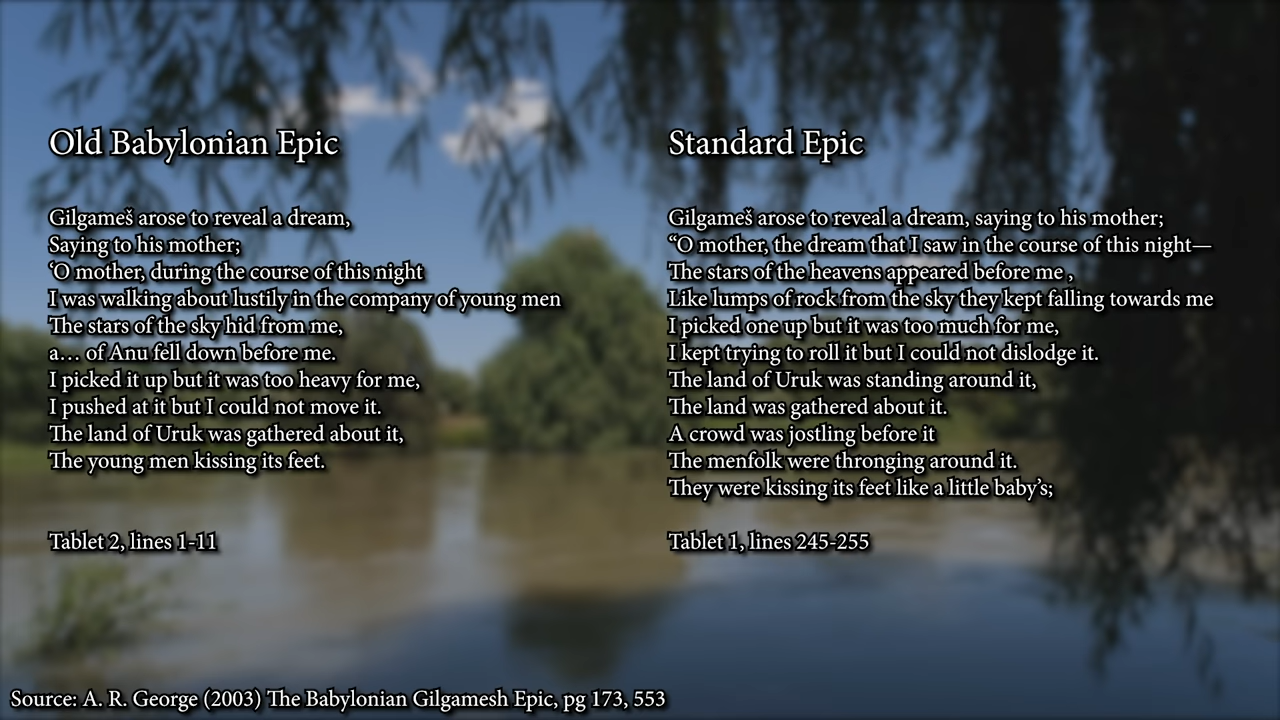 Old Babylonian Epic
Gilgameš arose to reveal a dream,
Saying to his mother;
‘O mother, during the course of this night
I was walking about lustily in the company of young men
The stars of the sky hid from me,
a… of Anu fell down before me.
I picked it up but it was too heavy for me,
I pushed at it but I could not move it.
The land of Uruk was gathered about it,
The young men kissing its feet.
Tablet 2, lines 1-11
Standard Epic
Gilgameš arose to reveal a dream, saying to his mother;
“O mother, the dream that I saw in the course of this night—
The stars of the heavens appeared before me ,
Like lumps of rock from the sky they kept falling towards me
I picked one up but it was too much for me,
I kept trying to roll it but I could not dislodge it.
The land of Uruk was standing around it,
The land was gathered about it.
A crowd was jostling before it
The menfolk were thronging around it.
They were kissing its feet like a little baby’s;
Tablet 1, lines 245-255
Source: A. R. George (2003) The Babylonian Gilgamesh Epic, pg 173, 553